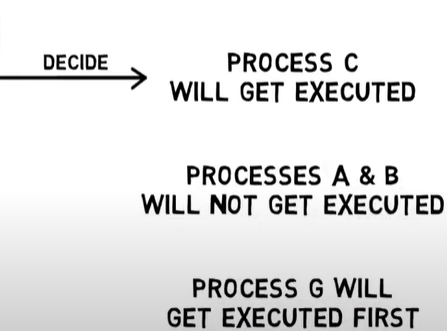 DECIDE
PROCESS C
WILL GET EXECUTED
PROCESSES A & B
WILL NOT GET EXECUTED
PROCESS G WILL
GET EXECUTED FIRST